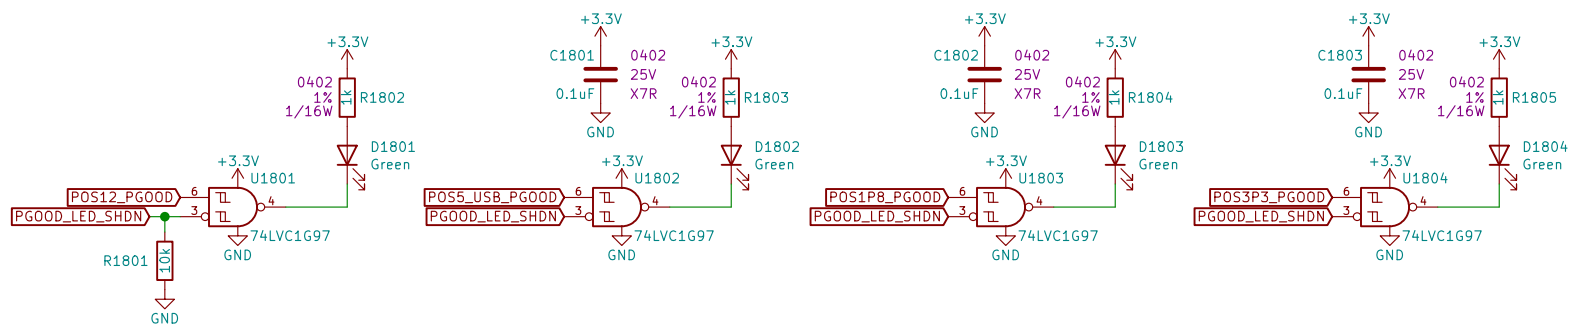 +3.3V
0402
1%
1/16W
1k
R1802
D1801
Green
+3.3V
U1801
POS12_PGOOD
6
PGOOD_LED_SHDN
3
4
74LVC1G97
GND
R1801
10k
GND
+3.3V
C1801
0402
25V
0.1uF
X7R
GND
+3.3V
0402
1%
1/16W
1k
R1803
D1802
Green
+3.3V
U1802
POS5_USB_PGOOD
6
PGOOD_LED_SHDN
3
4
74LVC1G97
GND
+3.3V
C1802
0402
25V
0.1uF
X7R
GND
+3.3V
0402
1%
1/16W
1k
R1804
D1803
Green
+3.3V
U1803
POS1P8_PGOOD
6
PGOOD_LED_SHDN
3
4
74LVC1G97
GND
+3.3V
C1803
0402
25V
0.1uF
X7R
GND
+3.3V
0402
1%
1/16W
1k
R1805
D1804
Green
+3.3V
U1804
POS3P3_PGOOD
6
PGOOD_LED_SHDN
3
4
74LVC1G97
GND